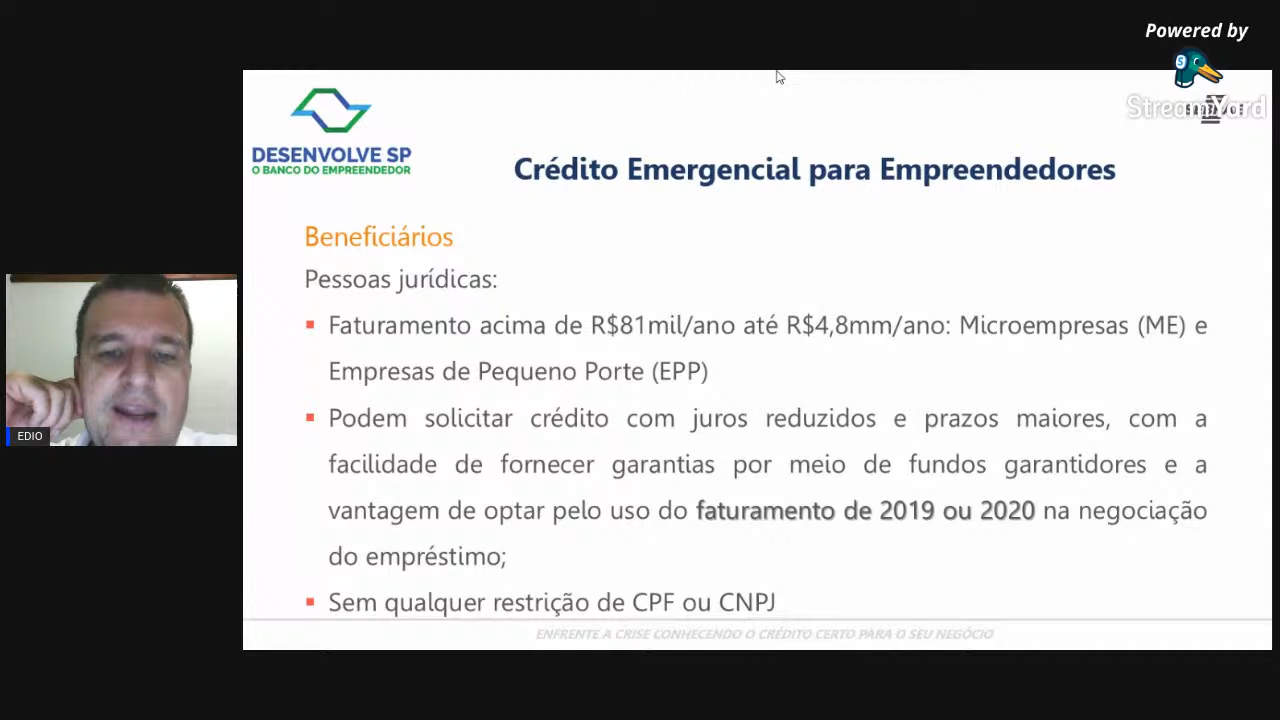 Powered by
StreamYard
DESENVOLVE SP
O BANCO DO EMPREENDEDOR
Crédito Emergencial para Empreendedores
Beneficiários
Pessoas jurídicas:
▪ Faturamento acima de R$81mil/ano até R$4,8mm/ano: Microempresas (ME) e
Empresas de Pequeno Porte (EPP)
▪ Podem solicitar crédito com juros reduzidos e prazos maiores, com a
facilidade de fornecer garantias por meio de fundos garantidores e a
vantagem de optar pelo uso do faturamento de 2019 ou 2020 na negociação
do empréstimo;
▪ Sem qualquer restrição de CPF ou CNPJ
ENFRENTE A CRISE CONHECENDO O CRÉDITO CERTO PARA O SEU NEGÓCIO
EDIO